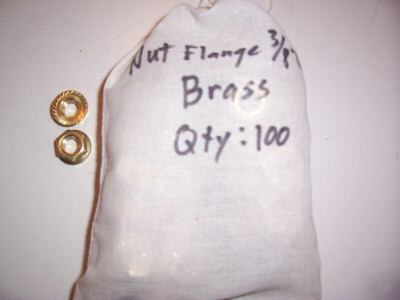 Nut Flange 3/8"
Brass
Qty: 100